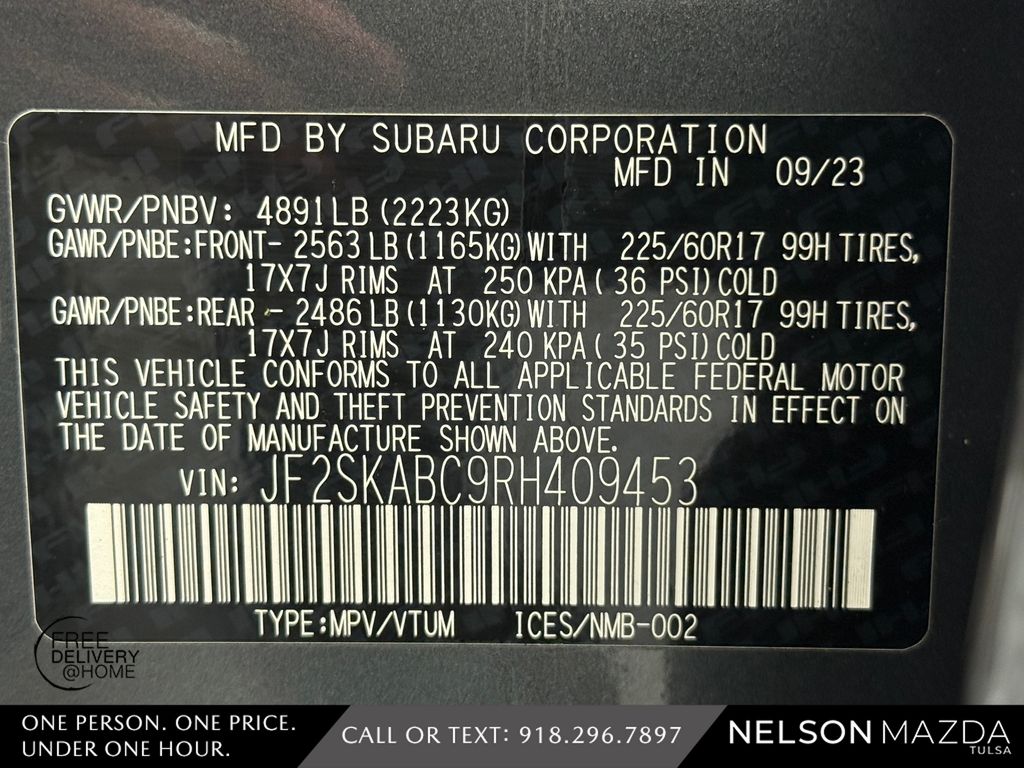 MFD BY SUBARU CORPORATION
MFD IN 09/23
GVWR/PNBV: 4891LB(2223KG)
GAWR/PNBE:FRONT- 2563LB(1165KG)WITH 225/60R17 99H TIRES,
17X7J RIMS AT 250 KPA( 36 PSI)COLD
GAWR/PNBE:REAR - 2486LB(1130KG)WITH 225/60R17 99H TIRES,
17X7J RIMS AT 240 KPA( 35 PSI)COLD
THIS VEHICLE CONFORMS TO ALL APPLICABLE FEDERAL MOTOR
VEHICLE SAFETY AND THEFT PREVENTION STANDARDS IN EFFECT ON
THE DATE OF MANUFACTURE SHOWN ABOVE.
VIN: JF2SKABC9RH409453
TYPE:MPV/VTUM ICES/NMB-002
FREE
DELIVERY
@HOME
ONE PERSON. ONE PRICE.
UNDER ONE HOUR.
CALL OR TEXT: 918.296.7897
NELSON MAZDA
TULSA